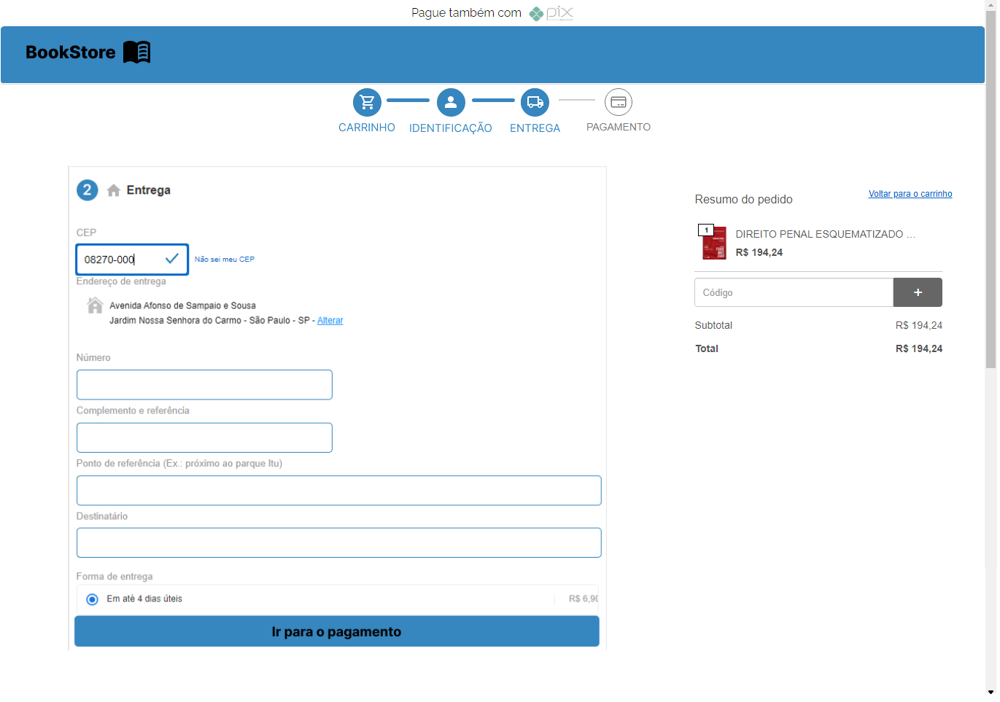 Pague também com pix
BookStore
CARRINHO
IDENTIFICAÇÃO
ENTREGA
PAGAMENTO
2 Entrega
CEP
08270-000
Não sei meu CEP
Endereço de entrega
Avenida Afonso de Sampaio e Sousa
Jardim Nossa Senhora do Carmo - São Paulo - SP - Alterar
Número
Complemento e referência
Ponto de referência (Ex.: próximo ao parque Itu)
Destinatário
Forma de entrega
Em até 4 dias úteis
R$ 6,90
Ir para o pagamento
Resumo do pedido
Voltar para o carrinho
1
DIREITO PENAL ESQUEMATIZADO ...
R$ 194,24
Código
+
Subtotal
R$ 194,24
Total
R$ 194,24